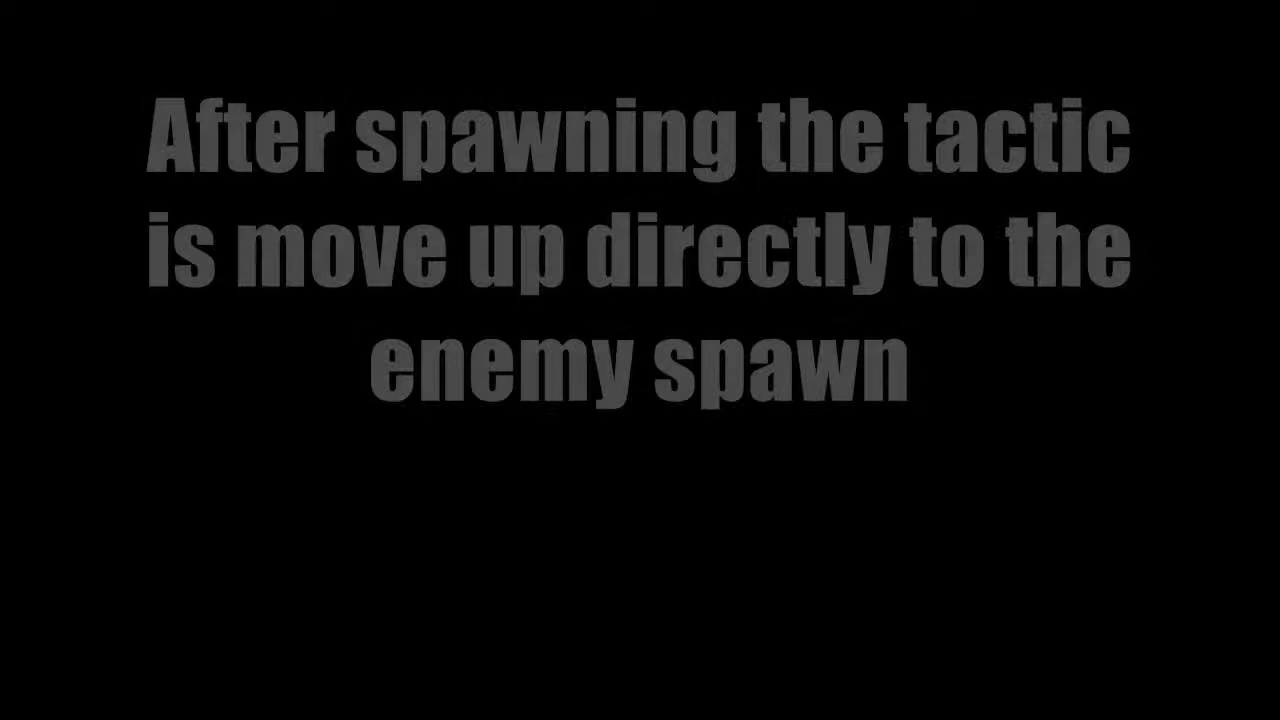 After spawning the tactic
is move up directly to the
enemy spawn